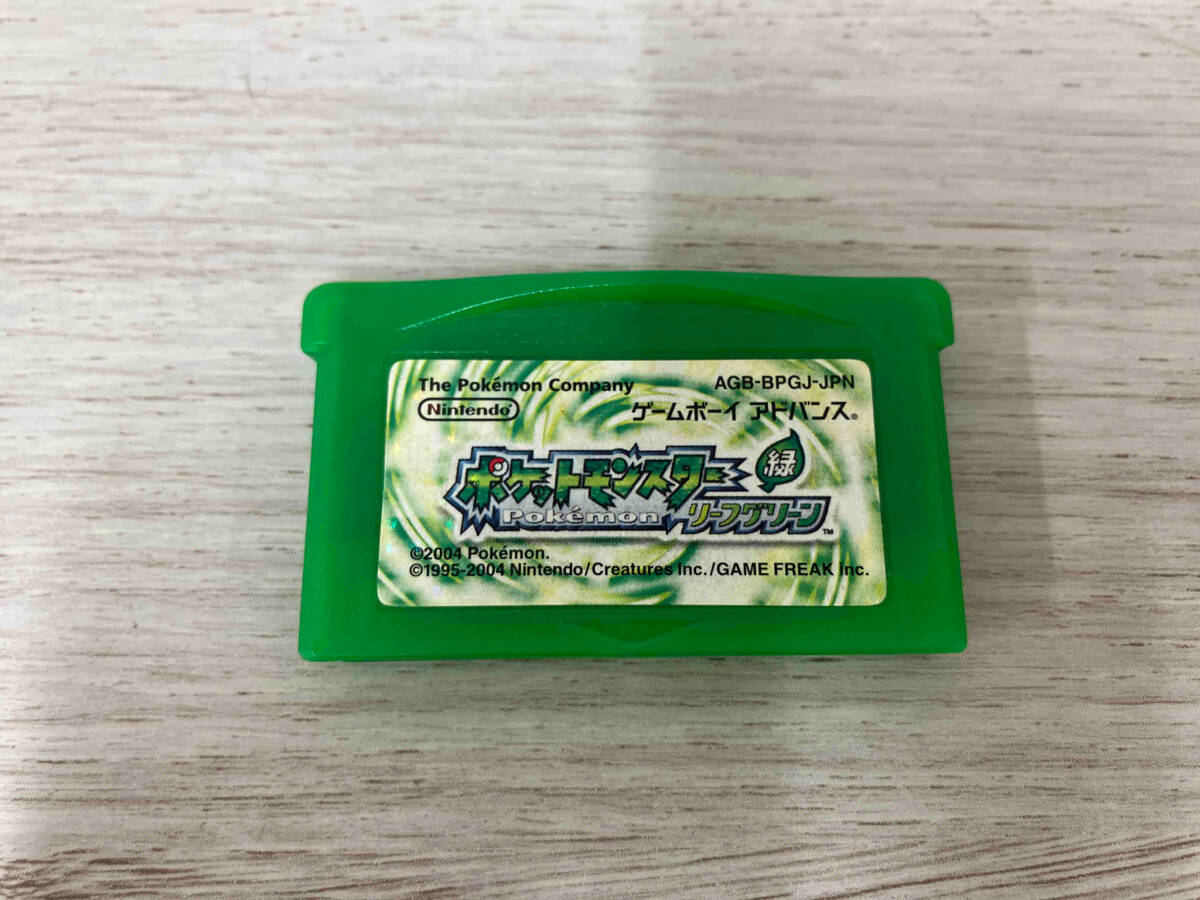 The Pokémon Company AGB-BPGJ-JPN
Nintendo® ゲームボーイ アドバンス®
ポケットモンスター 緑
Pokémon リーフグリーン™
©2004 Pokémon.
©1995-2004 Nintendo/Creatures Inc./GAME FREAK inc.